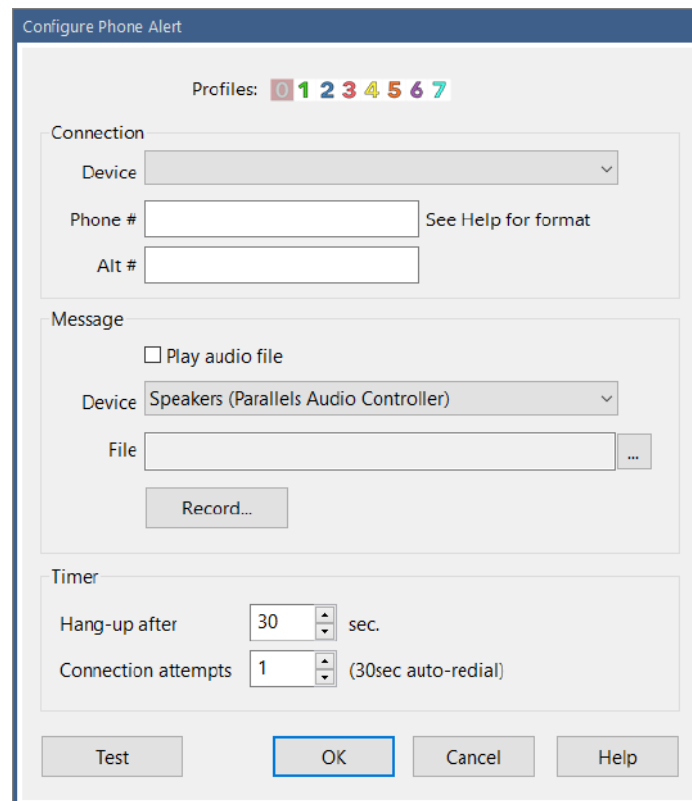 Configure Phone Alert
Profiles: 0 1 2 3 4 5 6 7
Connection
Device
Phone # See Help for format
Alt #
Message
Play audio file
Device Speakers (Parallels Audio Controller)
File ...
Record...
Timer
Hang-up after 30 sec.
Connection attempts 1 (30sec auto-redial)
Test OK Cancel Help